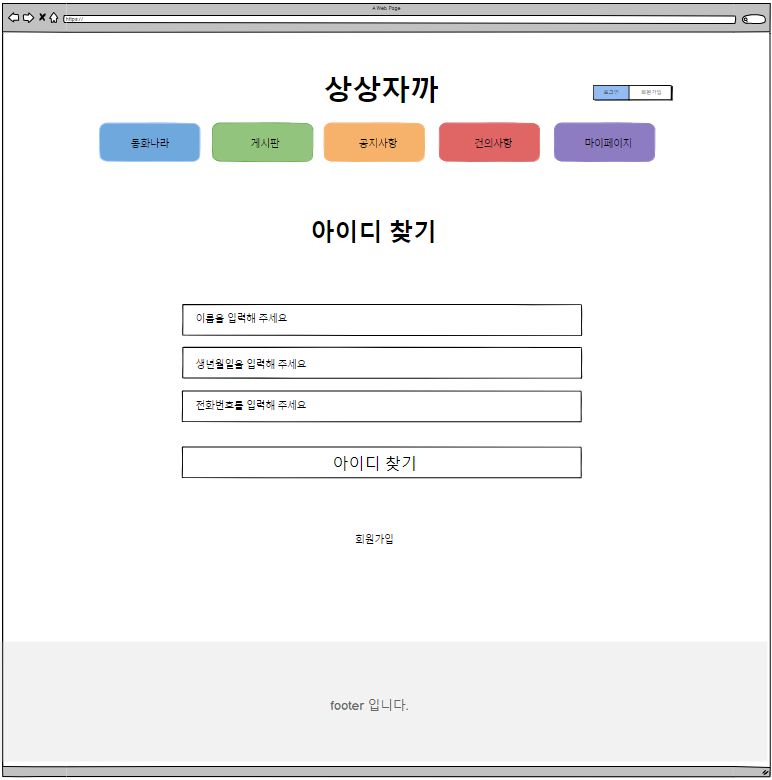 A Web Page
https://
상상자까
로그인 회원가입
동화나라 게시판 공지사항 건의사항 마이페이지
아이디 찾기
이름을 입력해 주세요
생년월일을 입력해 주세요
전화번호를 입력해 주세요
아이디 찾기
회원가입
footer 입니다.